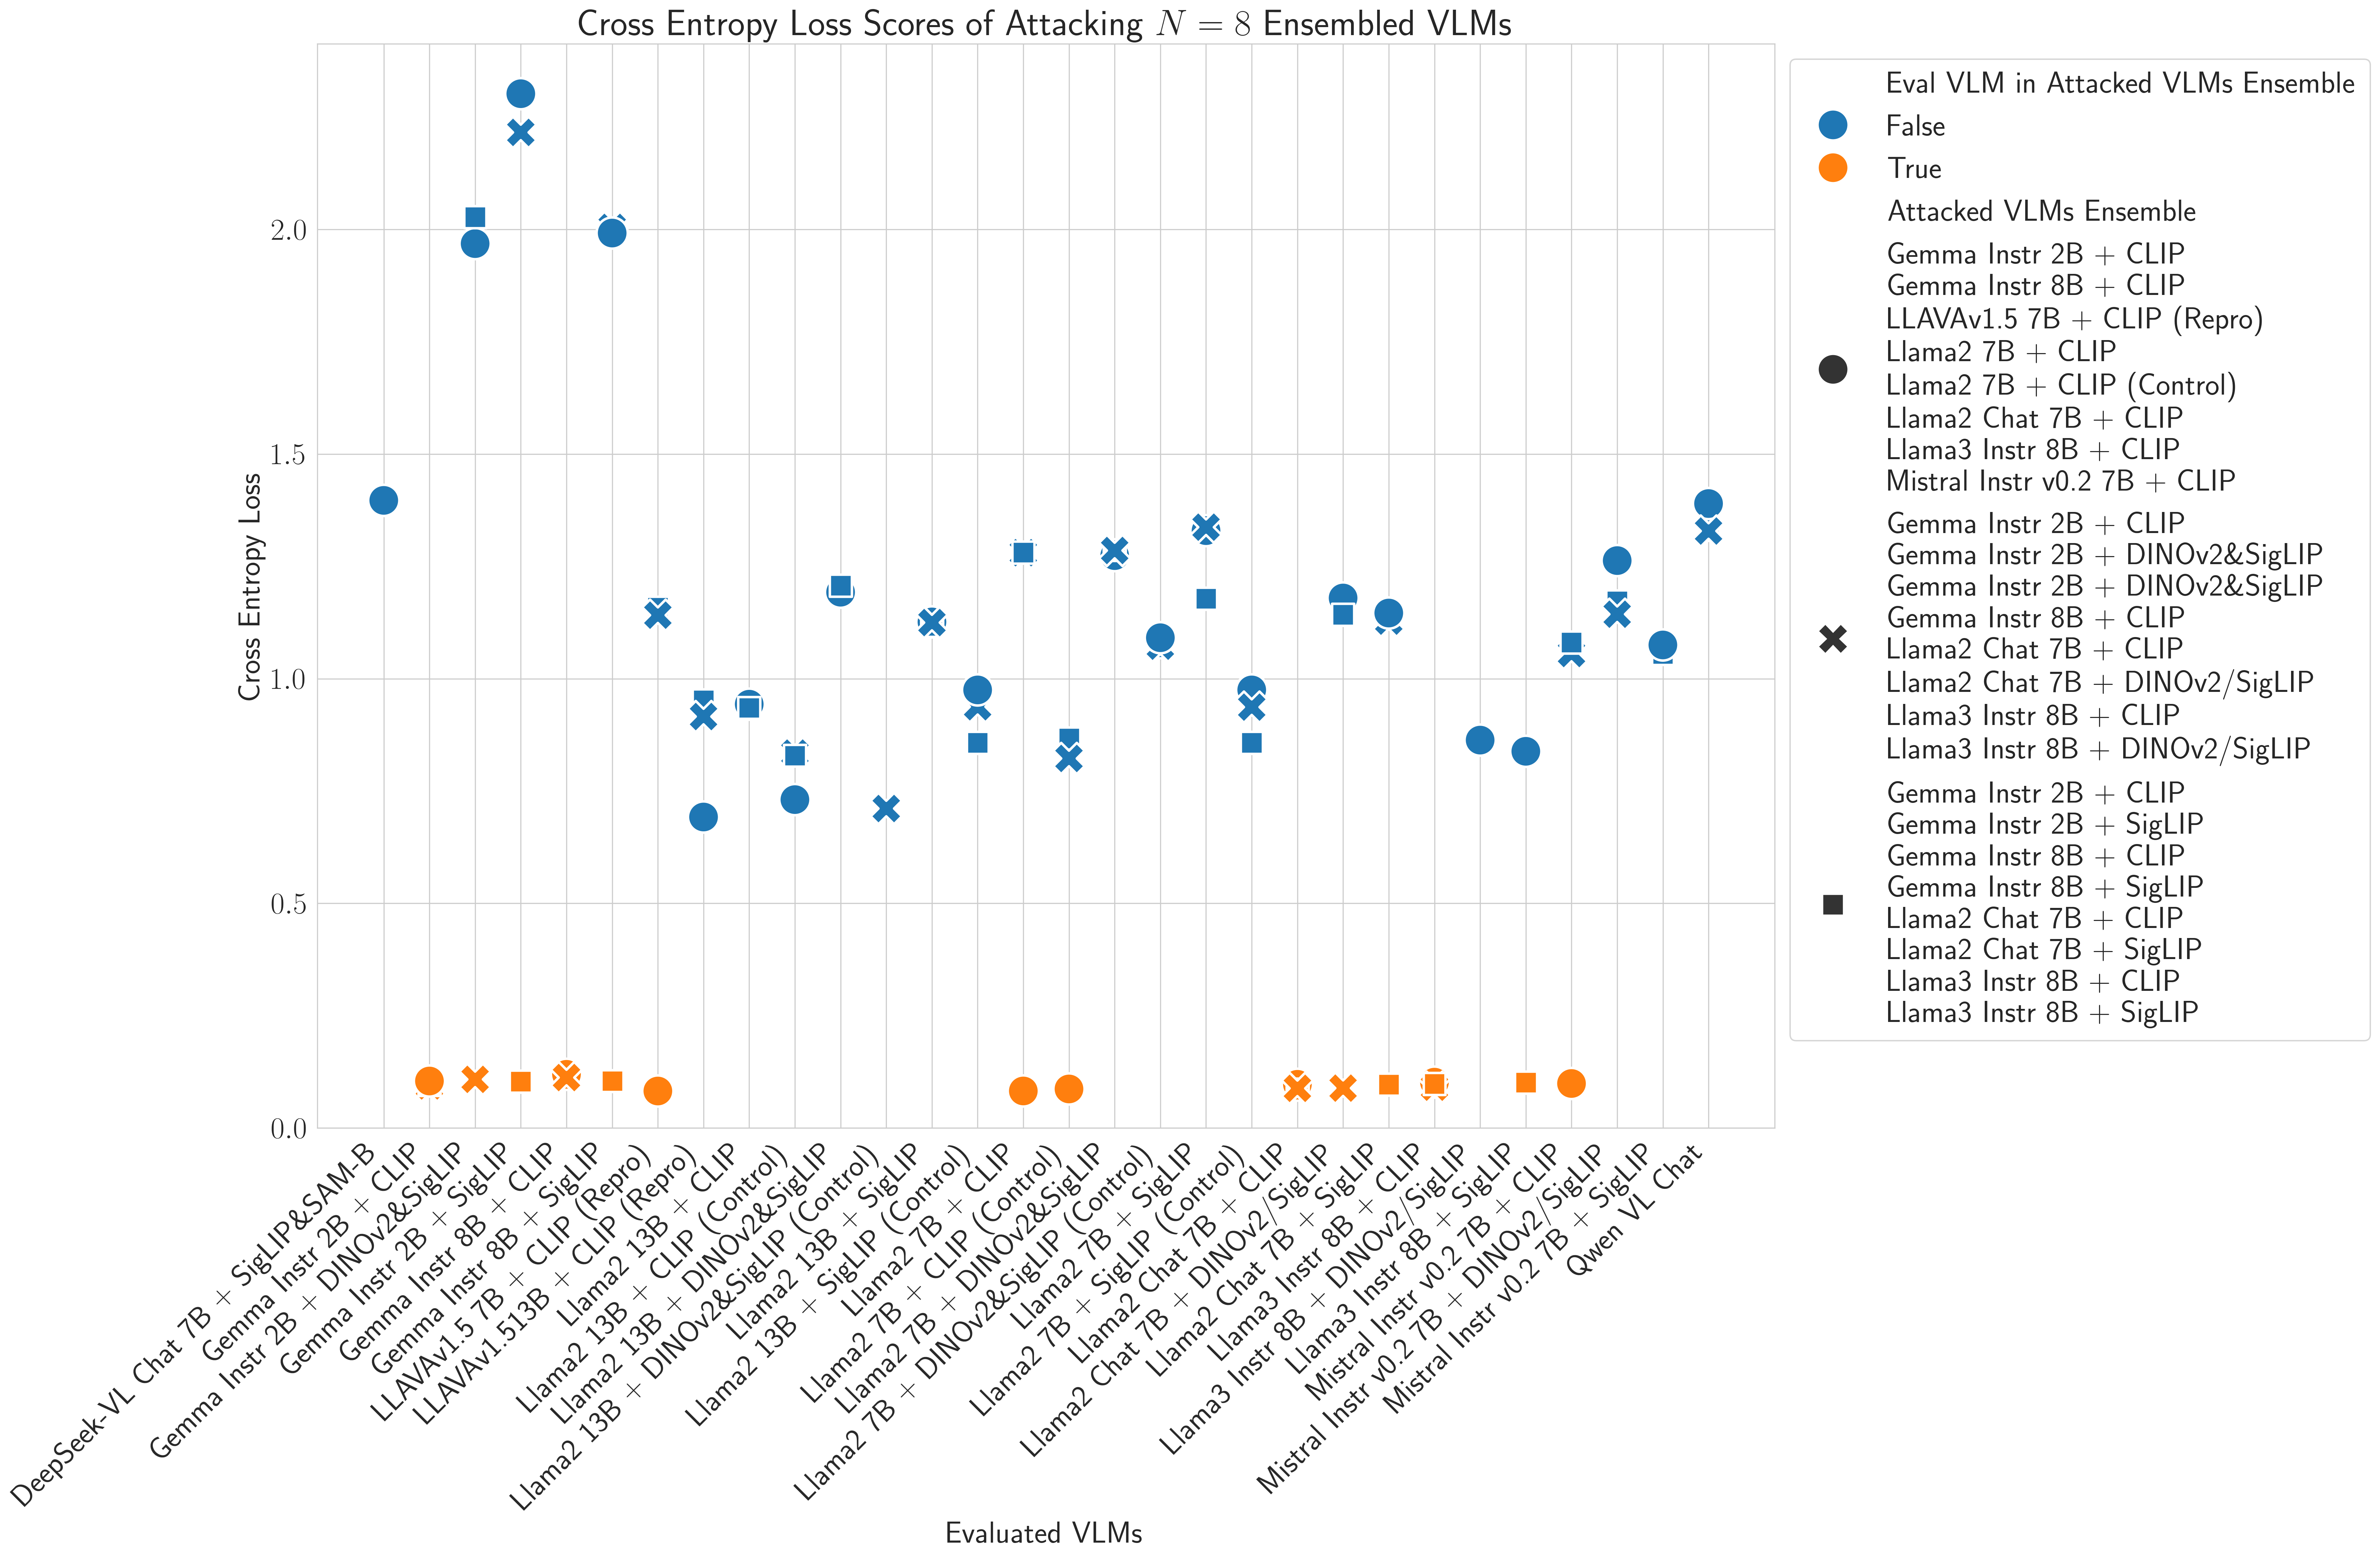 Cross Entropy Loss Scores of Attacking N = 8 Ensembled VLMs
Cross Entropy Loss
2.0
1.5
1.0
0.5
0.0
DeepSeek-VL Chat 7B + SigLIP&SAM-B
Gemma Instr 2B + CLIP
Gemma Instr 2B + DINOv2&SigLIP
Gemma Instr 2B + SigLIP
Gemma Instr 8B + CLIP
Gemma Instr 8B + SigLIP
LLAVAv1.5 7B + CLIP (Repro)
LLAVAv1.513B + CLIP (Repro)
Llama2 13B + CLIP
Llama2 13B + CLIP (Control)
Llama2 13B + DINOv2&SigLIP
Llama2 13B + DINOv2&SigLIP (Control)
Llama2 13B + SigLIP
Llama2 13B + SigLIP (Control)
Llama2 7B + CLIP
Llama2 7B + CLIP (Control)
Llama2 7B + DINOv2&SigLIP
Llama2 7B + DINOv2&SigLIP (Control)
Llama2 7B + SigLIP
Llama2 7B + SigLIP (Control)
Llama2 Chat 7B + CLIP
Llama2 Chat 7B + DINOv2/SigLIP
Llama2 Chat 7B + SigLIP
Llama3 Instr 8B + CLIP
Llama3 Instr 8B + DINOv2/SigLIP
Llama3 Instr 8B + SigLIP
Mistral Instr v0.2 7B + CLIP
Mistral Instr v0.2 7B + DINOv2/SigLIP
Mistral Instr v0.2 7B + SigLIP
Qwen VL Chat
Evaluated VLMs
Eval VLM in Attacked VLMs Ensemble
False
True
Attacked VLMs Ensemble
Gemma Instr 2B + CLIP
Gemma Instr 8B + CLIP
LLAVAv1.5 7B + CLIP (Repro)
Llama2 7B + CLIP
Llama2 7B + CLIP (Control)
Llama2 Chat 7B + CLIP
Llama3 Instr 8B + CLIP
Mistral Instr v0.2 7B + CLIP
Gemma Instr 2B + CLIP
Gemma Instr 2B + DINOv2&SigLIP
Gemma Instr 2B + DINOv2&SigLIP
Gemma Instr 8B + CLIP
Llama2 Chat 7B + CLIP
Llama2 Chat 7B + DINOv2/SigLIP
Llama3 Instr 8B + CLIP
Llama3 Instr 8B + DINOv2/SigLIP
Gemma Instr 2B + CLIP
Gemma Instr 2B + SigLIP
Gemma Instr 8B + CLIP
Gemma Instr 8B + SigLIP
Llama2 Chat 7B + CLIP
Llama2 Chat 7B + SigLIP
Llama3 Instr 8B + CLIP
Llama3 Instr 8B + SigLIP